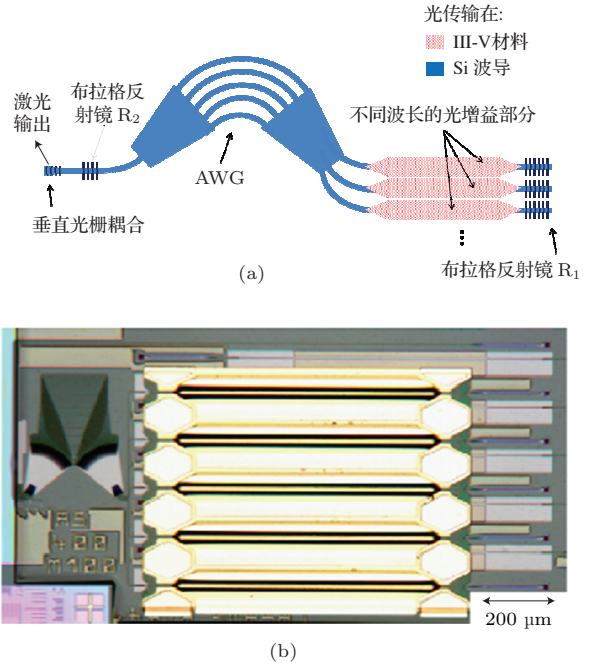 光传输在:
III-V材料
Si 波导
布拉格反
射镜 R₂
激光
输出
不同波长的光增益部分
AWG
垂直光栅耦合
布拉格反射镜 R₁
(a)
400
200 μm
(b)